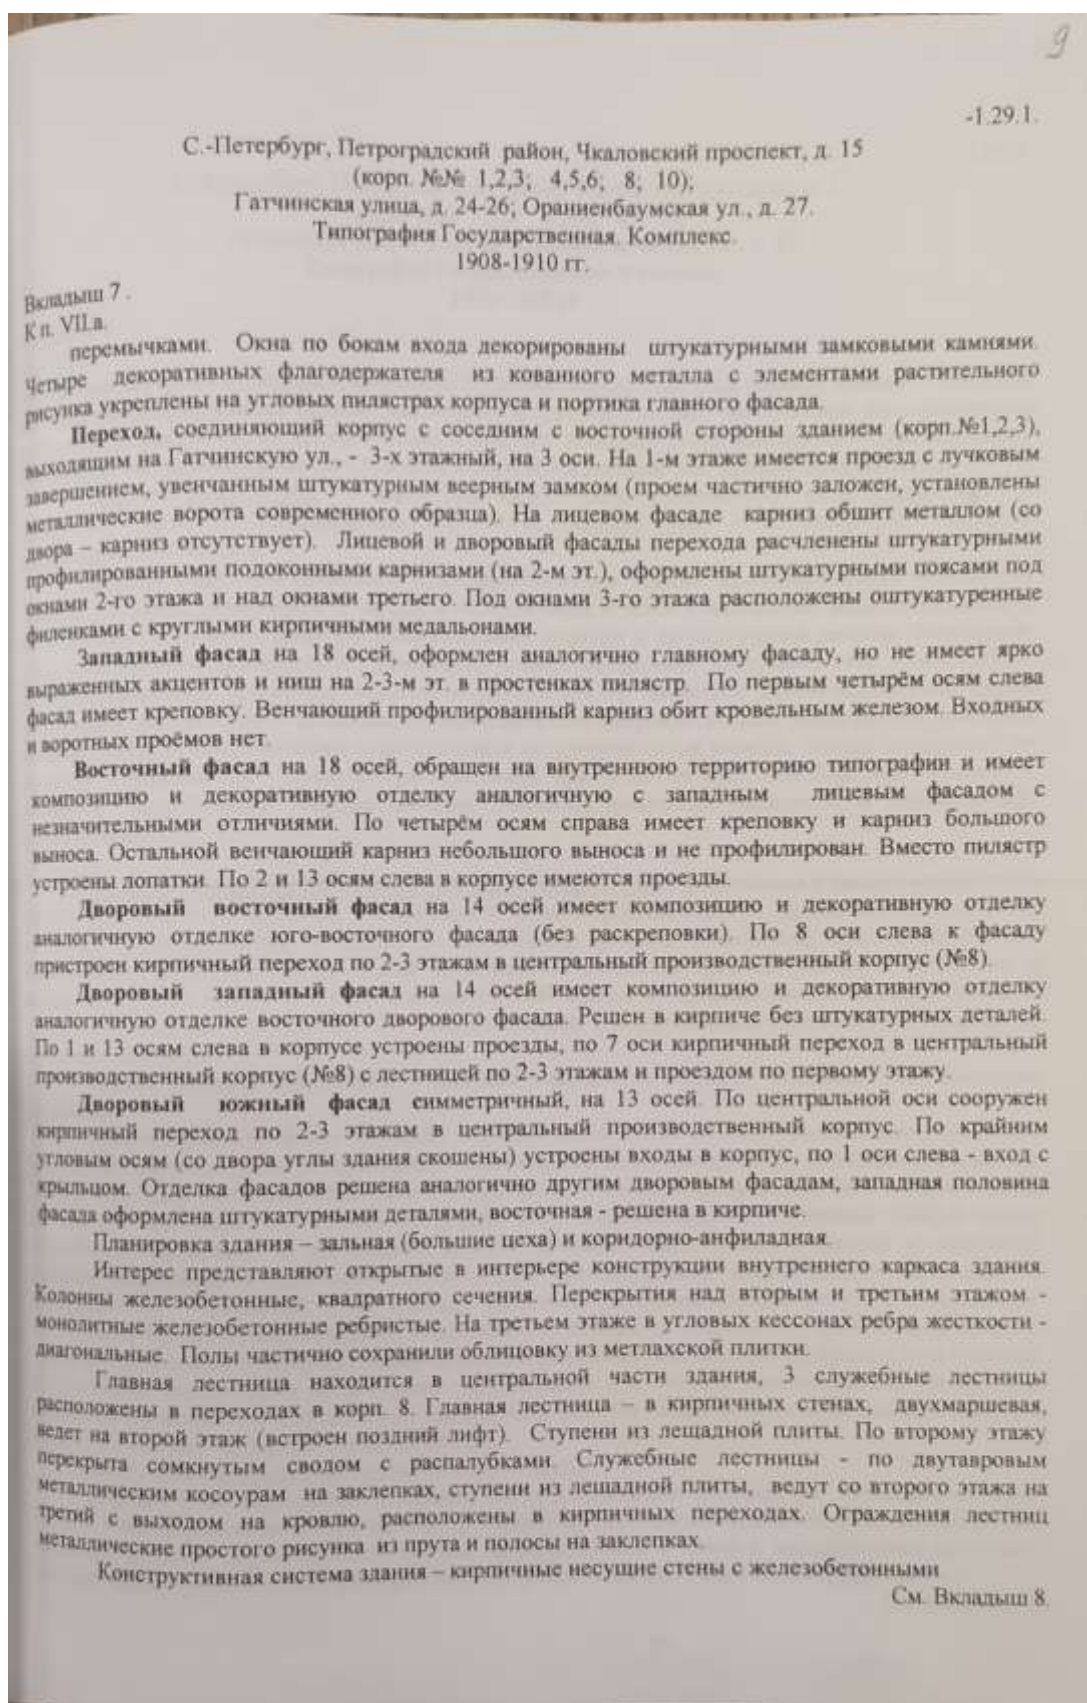 9
-1.29.1.
С.-Петербург, Петроградский район, Чкаловский проспект, д. 15
(корп. №№ 1,2,3; 4,5,6; 8; 10);
Гатчинская улица, д. 24-26; Ораниенбаумская ул., д. 27.
Типография Государственная. Комплекс.
1908-1910 гг.
Вкладыш 7 .
К п. VII.а.
перемычками. Окна по бокам входа декорированы штукатурными замковыми камнями.
Четыре декоративных флагодержателя из кованного металла с элементами растительного
рисунка укреплены на угловых пилястрах корпуса и портика главного фасада.
Переход, соединяющий корпус с соседним с восточной стороны зданием (корп.№1,2,3),
выходящим на Гатчинскую ул., - 3-х этажный, на 3 оси. На 1-м этаже имеется проезд с лучковым
завершением, увенчанным штукатурным веерным замком (проем частично заложен, установлены
металлические ворота современного образца). На лицевом фасаде карниз обшит металлом (со
двора – карниз отсутствует). Лицевой и дворовый фасады перехода расчленены штукатурными
профилированными подоконными карнизами (на 2-м эт.), оформлены штукатурными поясами под
окнами 2-го этажа и над окнами третьего. Под окнами 3-го этажа расположены оштукатуренные
филенками с круглыми кирпичными медальонами.
Западный фасад на 18 осей, оформлен аналогично главному фасаду, но не имеет ярко
выраженных акцентов и ниш на 2-3-м эт. в простенках пилястр. По первым четырём осям слева
фасад имеет креповку. Венчающий профилированный карниз обит кровельным железом. Входных
и воротных проёмов нет.
Восточный фасад на 18 осей, обращен на внутреннюю территорию типографии и имеет
композицию и декоративную отделку аналогичную с западным лицевым фасадом с
незначительными отличиями. По четырём осям справа имеет креповку и карниз большого
выноса. Остальной венчающий карниз небольшого выноса и не профилирован. Вместо пилястр
устроены лопатки. По 2 и 13 осям слева в корпусе имеются проезды.
Дворовый восточный фасад на 14 осей имеет композицию и декоративную отделку
аналогичную отделке юго-восточного фасада (без раскреповки). По 8 оси слева к фасаду
пристроен кирпичный переход по 2-3 этажам в центральный производственный корпус (№8).
Дворовый западный фасад на 14 осей имеет композицию и декоративную отделку
аналогичную отделке восточного дворового фасада. Решен в кирпиче без штукатурных деталей.
По 1 и 13 осям слева в корпусе устроены проезды, по 7 оси кирпичный переход в центральный
производственный корпус (№8) с лестницей по 2-3 этажам и проездом по первому этажу.
Дворовый южный фасад симметричный, на 13 осей. По центральной оси сооружен
кирпичный переход по 2-3 этажам в центральный производственный корпус. По крайним
угловым осям (со двора углы здания скошены) устроены входы в корпус, по 1 оси слева - вход с
крыльцом. Отделка фасадов решена аналогично другим дворовым фасадам, западная половина
фасада оформлена штукатурными деталями, восточная - решена в кирпиче.
Планировка здания – зальная (большие цеха) и коридорно-анфиладная.
Интерес представляют открытые в интерьере конструкции внутреннего каркаса здания.
Колонны железобетонные, квадратного сечения. Перекрытия над вторым и третьим этажом -
монолитные железобетонные ребристые. На третьем этаже в угловых кессонах ребра жесткости -
диагональные. Полы частично сохранили облицовку из метлахской плитки.
Главная лестница находится в центральной части здания, 3 служебные лестницы
расположены в переходах в корп. 8. Главная лестница – в кирпичных стенах, двухмаршевая,
ведет на второй этаж (встроен поздний лифт). Ступени из лещадной плиты. По второму этажу
перекрыта сомкнутым сводом с распалубками. Служебные лестницы - по двутавровым
металлическим косоурам на заклепках, ступени из лещадной плиты, ведут со второго этажа на
третий с выходом на кровлю, расположены в кирпичных переходах. Ограждения лестниц
металлические простого рисунка из прута и полосы на заклепках.
Конструктивная система здания – кирпичные несущие стены с железобетонными
См. Вкладыш 8.